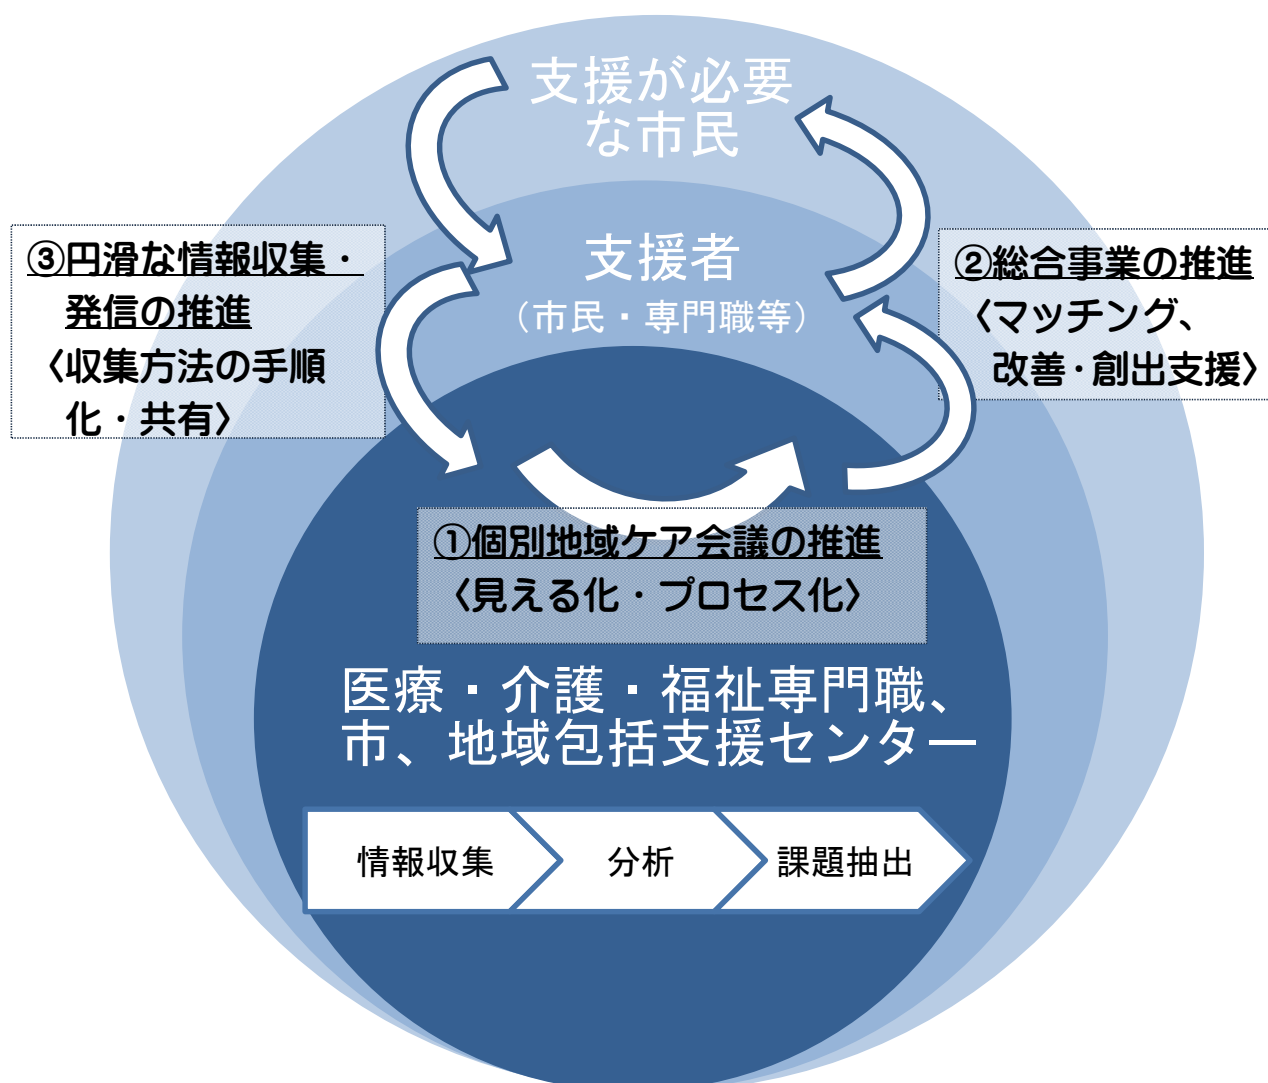 支援が必要
な市民
支援者
（市民・専門職等）
③円滑な情報収集・
発信の推進
〈収集方法の手順
化・共有〉
②総合事業の推進
〈マッチング、
改善・創出支援〉
①個別地域ケア会議の推進
〈見える化・プロセス化〉
医療・介護・福祉専門職、
市、地域包括支援センター
情報収集
分析
課題抽出